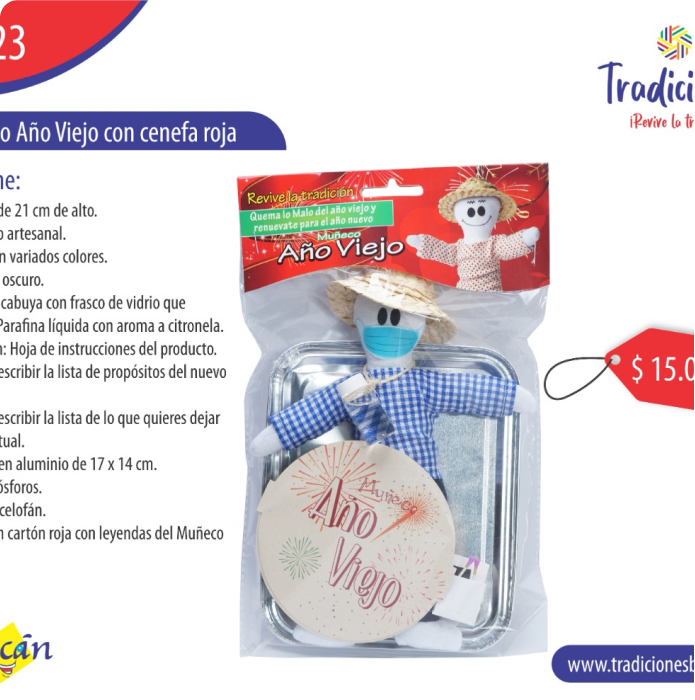 23
o Año Viejo con cenefa roja
ne:
de 21 cm de alto.
o artesanal.
n variados colores.
oscuro.
cabuya con frasco de vidrio que
Parafina líquida con aroma a citronela.
n: Hoja de instrucciones del producto.
escribir la lista de propósitos del nuevo
escribir la lista de lo que quieres dejar
tual.
en aluminio de 17 x 14 cm.
ósforos.
celofán.
n cartón roja con leyendas del Muñeco
cán
Revive la tradición
Quema lo Malo del año viejo y
renuevate para el año nuevo
Muñeco
Año Viejo
Muñeco
Año
Viejo
Tradici
¡Revive la tr
$ 15.0
www.tradicionesb